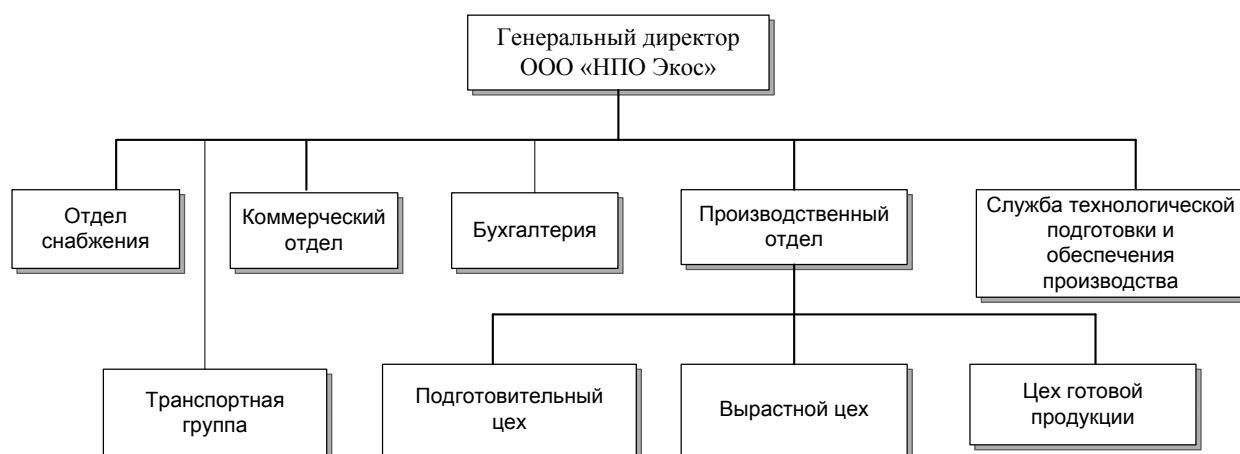 Генеральный директор
ООО «НПО Экос»
Отдел
снабжения
Коммерческий
отдел
Бухгалтерия
Производственный
отдел
Служба технологической
подготовки и
обеспечения
производства
Транспортная
группа
Подготовительный
цех
Вырастной цех
Цех готовой
продукции